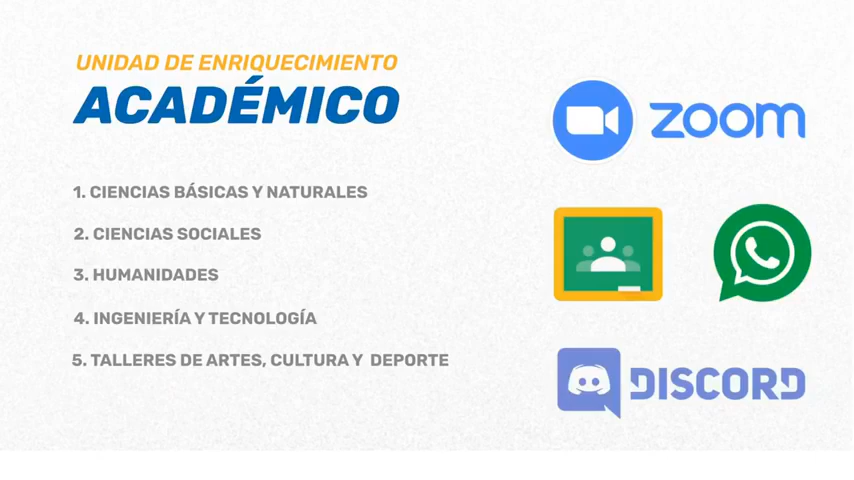 UNIDAD DE ENRIQUECIMIENTO
ACADÉMICO
1. CIENCIAS BÁSICAS Y NATURALES
2. CIENCIAS SOCIALES
3. HUMANIDADES
4. INGENIERÍA Y TECNOLOGÍA
5. TALLERES DE ARTES, CULTURA Y DEPORTE
zoom
DISCORD